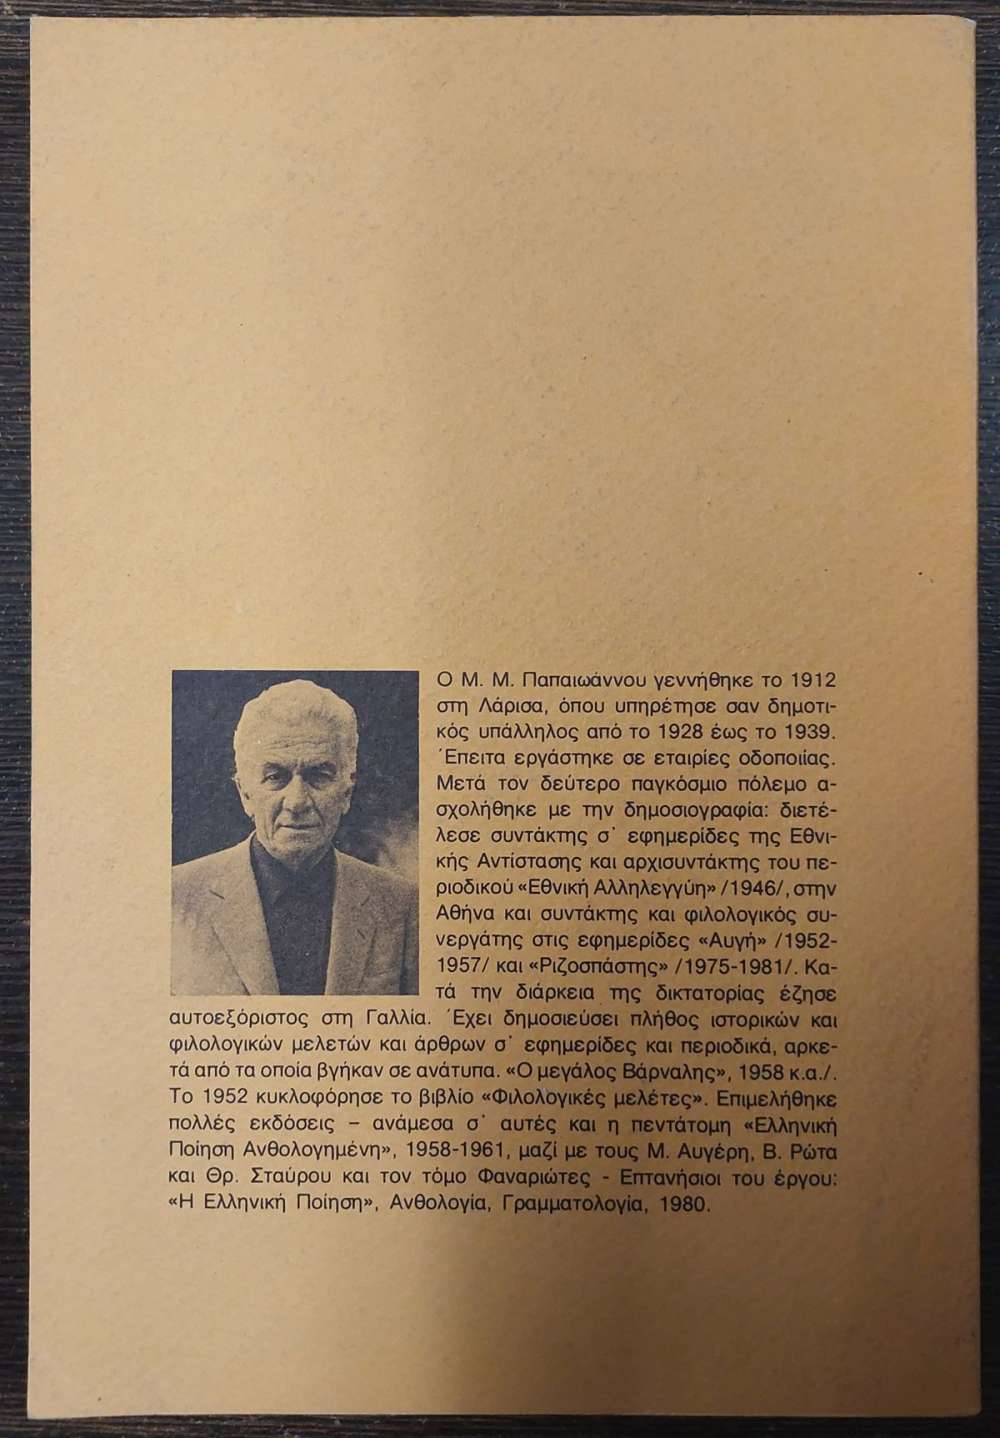 Ο Μ. Μ. Παπαιωάννου γεννήθηκε το 1912
στη Λάρισα, όπου υπηρέτησε σαν δημοτι-
κός υπάλληλος από το 1928 έως το 1939.
Έπειτα εργάστηκε σε εταιρίες οδοποιίας.
Μετά τον δεύτερο παγκόσμιο πόλεμο α-
σχολήθηκε με την δημοσιογραφία: διετέ-
λεσε συντάκτης σ' εφημερίδες της Εθνι-
κής Αντίστασης και αρχισυντάκτης του πε-
ριοδικού «Εθνική Αλληλεγγύη» /1946/, στην
Αθήνα και συντάκτης και φιλολογικός συ-
νεργάτης στις εφημερίδες «Αυγή» /1952-
1957/ και «Ριζοσπάστης» /1975-1981/. Κα-
τά την διάρκεια της δικτατορίας έζησε
αυτοεξόριστος στη Γαλλία. Έχει δημοσιεύσει πλήθος ιστορικών και
φιλολογικών μελετών και άρθρων σ' εφημερίδες και περιοδικά, αρκε-
τά από τα οποία βγήκαν σε ανάτυπα. «Ο μεγάλος Βάρναλης», 1958 κ.α./.
Το 1952 κυκλοφόρησε το βιβλίο «Φιλολογικές μελέτες». Επιμελήθηκε
πολλές εκδόσεις – ανάμεσα σ' αυτές και η πεντάτομη «Ελληνική
Ποίηση Ανθολογημένη», 1958-1961, μαζί με τους Μ. Αυγέρη, Β. Ρώτα
και Θρ. Σταύρου και τον τόμο Φαναριώτες - Επτανήσιοι του έργου:
«Η Ελληνική Ποίηση», Ανθολογία, Γραμματολογία, 1980.